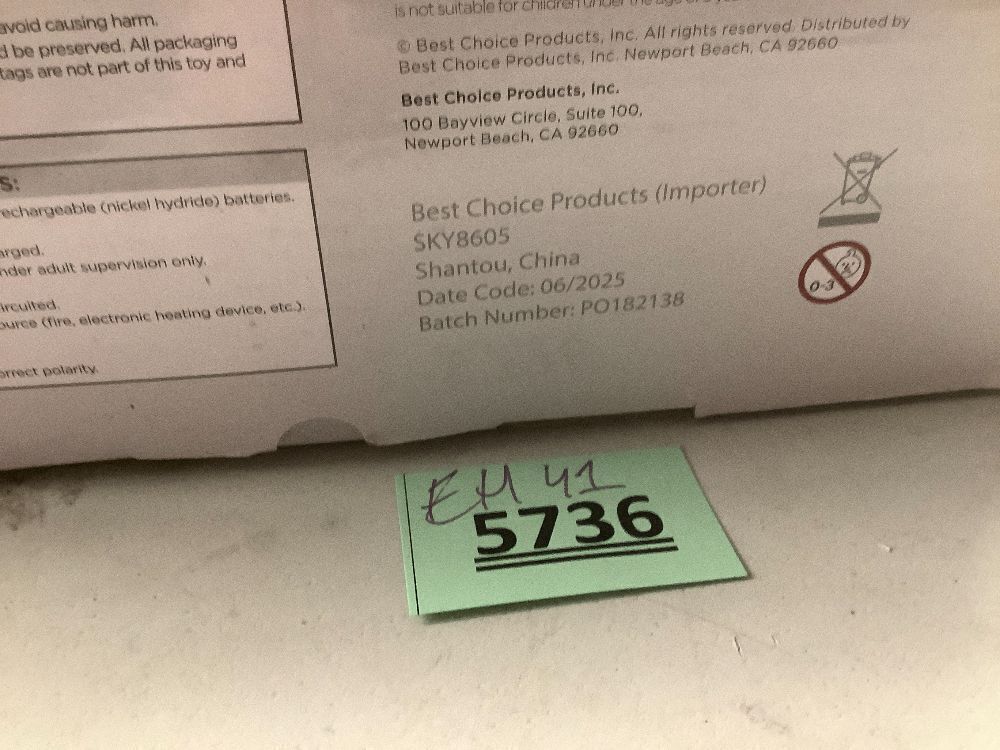 avoid causing harm.
d be preserved. All packaging
tags are not part of this toy and
S:
rechargeable (nickel hydride) batteries.
arged.
nder adult supervision only.
ircuited.
ource (fire, electronic heating device, etc.).
orrect polarity.
is not suitable for children under the age of
© Best Choice Products, Inc. All rights reserved. Distributed by
Best Choice Products, Inc. Newport Beach, CA 92660
Best Choice Products, Inc.
100 Bayview Circle, Suite 100,
Newport Beach, CA 92660
Best Choice Products (Importer)
SKY8605
Shantou, China
Date Code: 06/2025
Batch Number: PO182138
0-3
EH 41
5736